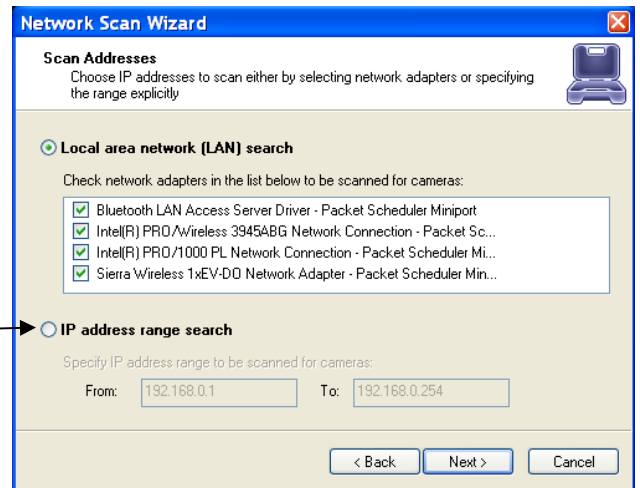 Network Scan Wizard
Scan Addresses
Choose IP addresses to scan either by selecting network adapters or specifying
the range explicitly
Local area network (LAN) search
Check network adapters in the list below to be scanned for cameras:
Bluetooth LAN Access Server Driver - Packet Scheduler Miniport
Intel(R) PRO/Wireless 3945ABG Network Connection - Packet Sc...
Intel(R) PRO/1000 PL Network Connection - Packet Scheduler Mi...
Sierra Wireless 1xEV-DO Network Adapter - Packet Scheduler Min...
IP address range search
Specify IP address range to be scanned for cameras:
From: 192.168.0.1 To: 192.168.0.254
< Back Next > Cancel